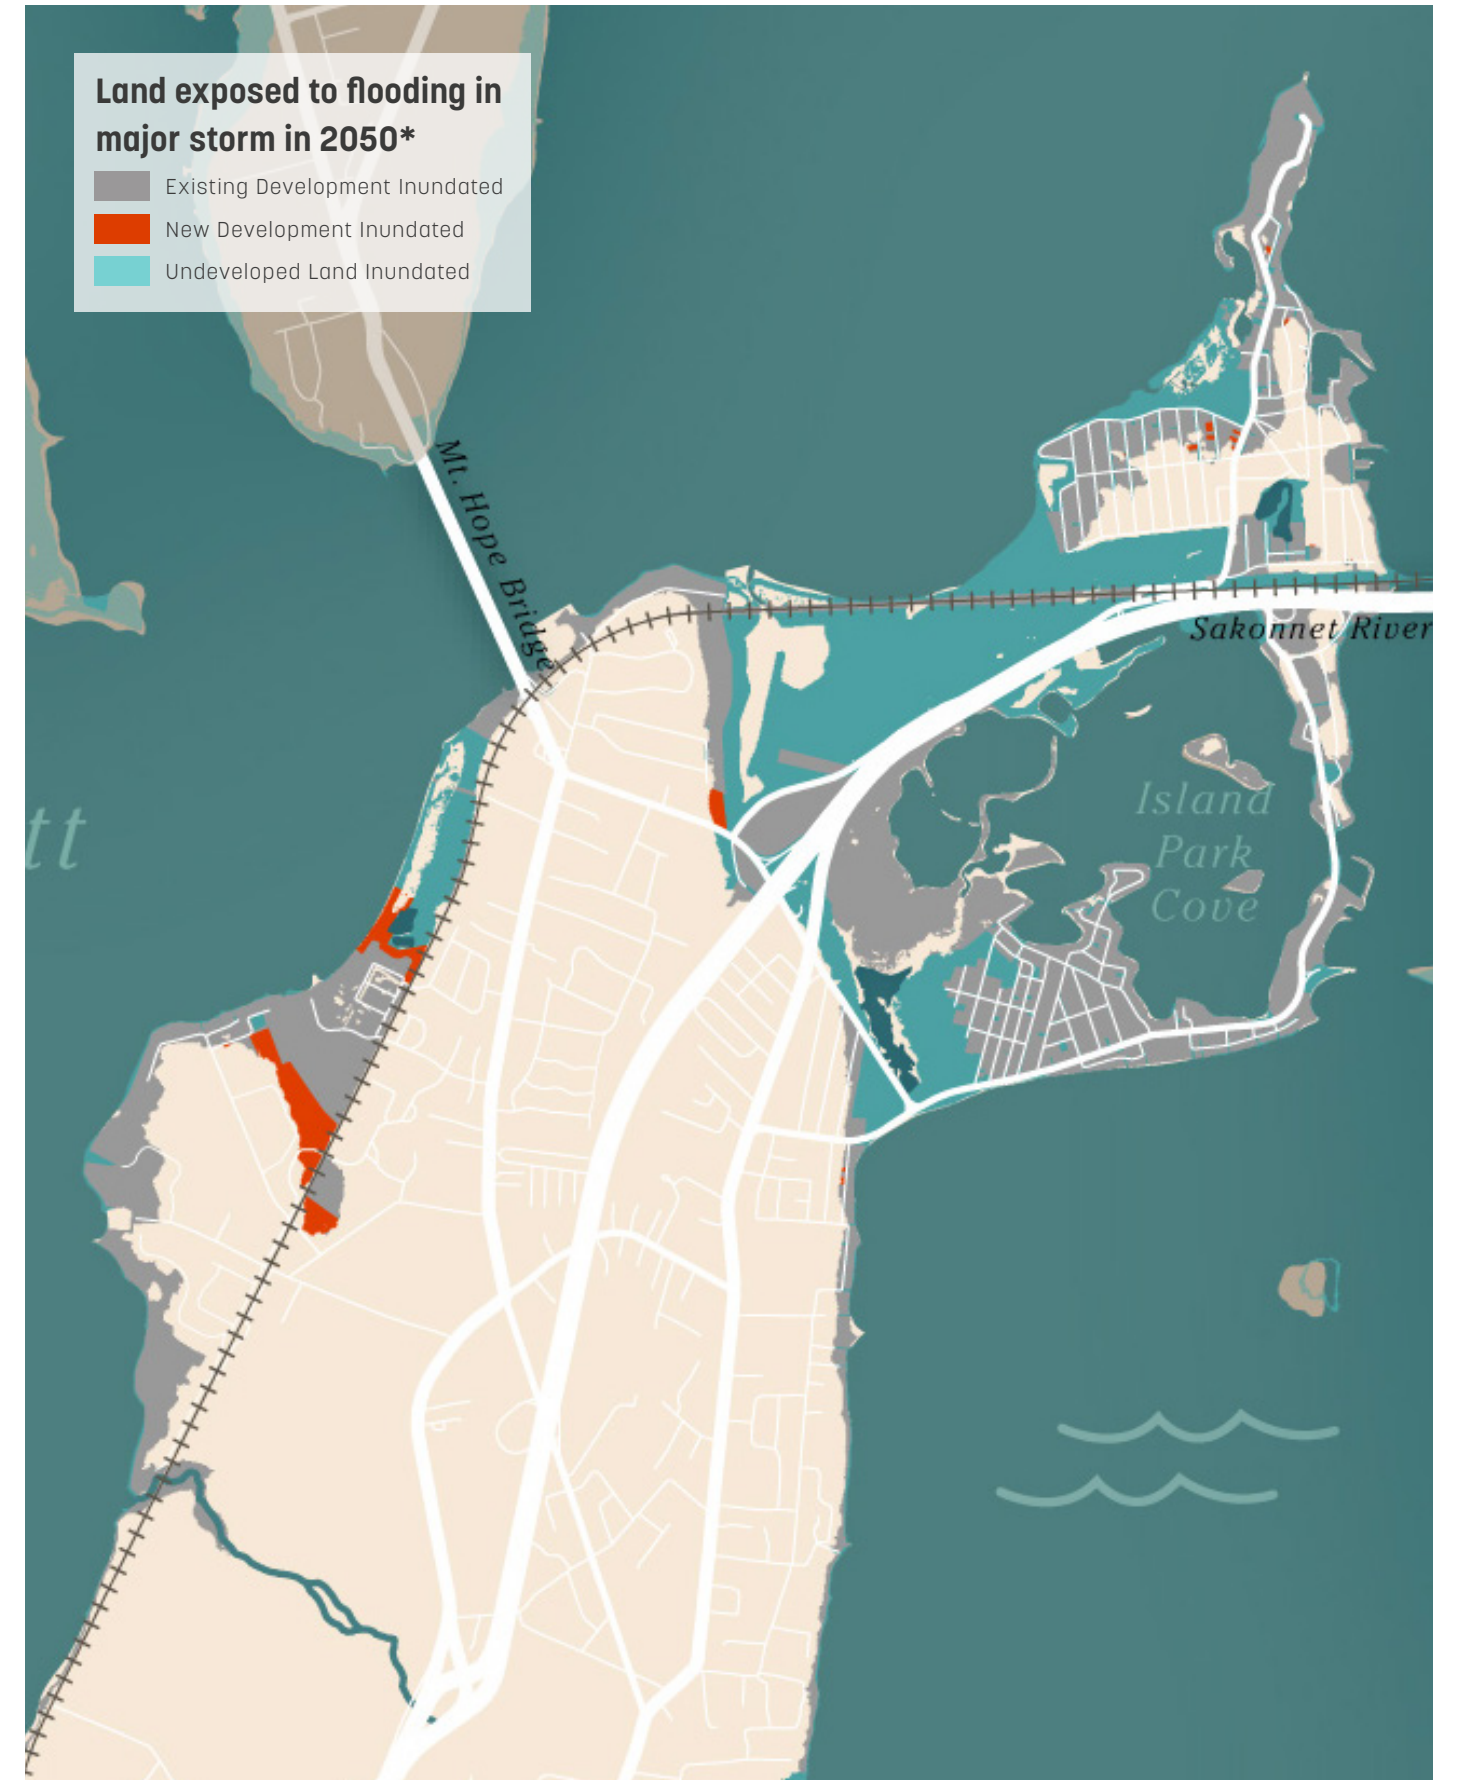 Land exposed to flooding in
major storm in 2050*
Existing Development Inundated
New Development Inundated
Undeveloped Land Inundated
Mt. Hope Bridge
Sakonnet River
tt
Island
Park
Cove